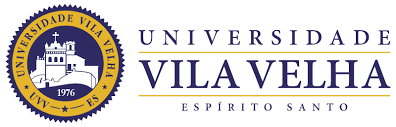 UNIVERSIDADE VILA VELHA
1976
UVV ES
UNIVERSIDADE
VILA VELHA
ESPÍRITO SANTO